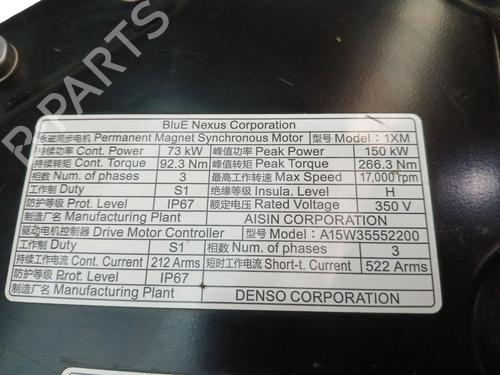 BluE Nexus Corporation
永磁同步电机 Permanent Magnet Synchronous Motor 型号 Model : 1XM
持续功率 Cont. Power 73 kW 峰值功率 Peak Power 150 kW
持续转矩 Cont. Torque 92.3 Nm 峰值转矩 Peak Torque 266.3 Nm
相数 Num. of phases 3 最高工作转速 Max Speed 17,000 rpm
工作制 Duty S1 绝缘等级 Insula. Level H
防护等级 Prot. Level IP67 额定电压 Rated Voltage 350 V
制造厂名 Manufacturing Plant AISIN CORPORATION
驱动电机控制器 Drive Motor Controller 型号 Model : A15W35552200
工作制 Duty S1 相数 Num. of phases 3
持续工作电流 Cont. Current 212 Arms 短时工作电流 Short-t. Current 522 Arms
防护等级 Prot. Level IP67
制造厂名 Manufacturing Plant DENSO CORPORATION